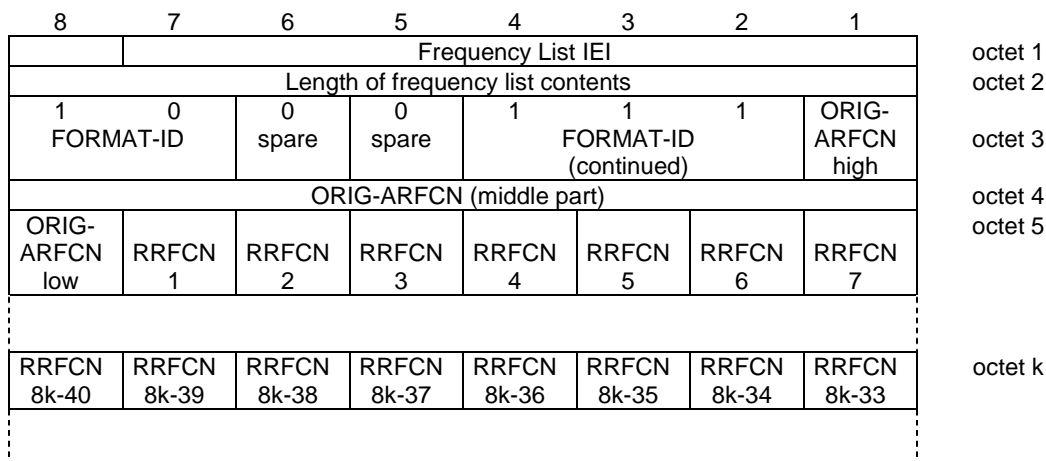 8 7 6 5 4 3 2 1
Frequency List IEI octet 1
Length of frequency list contents octet 2
1 0 0 0 1 1 1 ORIG-
FORMAT-ID spare spare FORMAT-ID ARFCN octet 3
(continued) high
ORIG-ARFCN (middle part) octet 4
ORIG- octet 5
ARFCN RRFCN RRFCN RRFCN RRFCN RRFCN RRFCN RRFCN
low 1 2 3 4 5 6 7
RRFCN RRFCN RRFCN RRFCN RRFCN RRFCN RRFCN RRFCN octet k
8k-40 8k-39 8k-38 8k-37 8k-36 8k-35 8k-34 8k-33